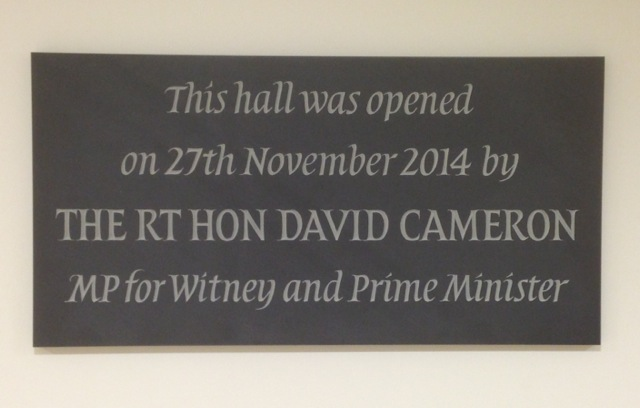 This hall was opened
on 27th November 2014 by
THE RT HON DAVID CAMERON
MP for Witney and Prime Minister